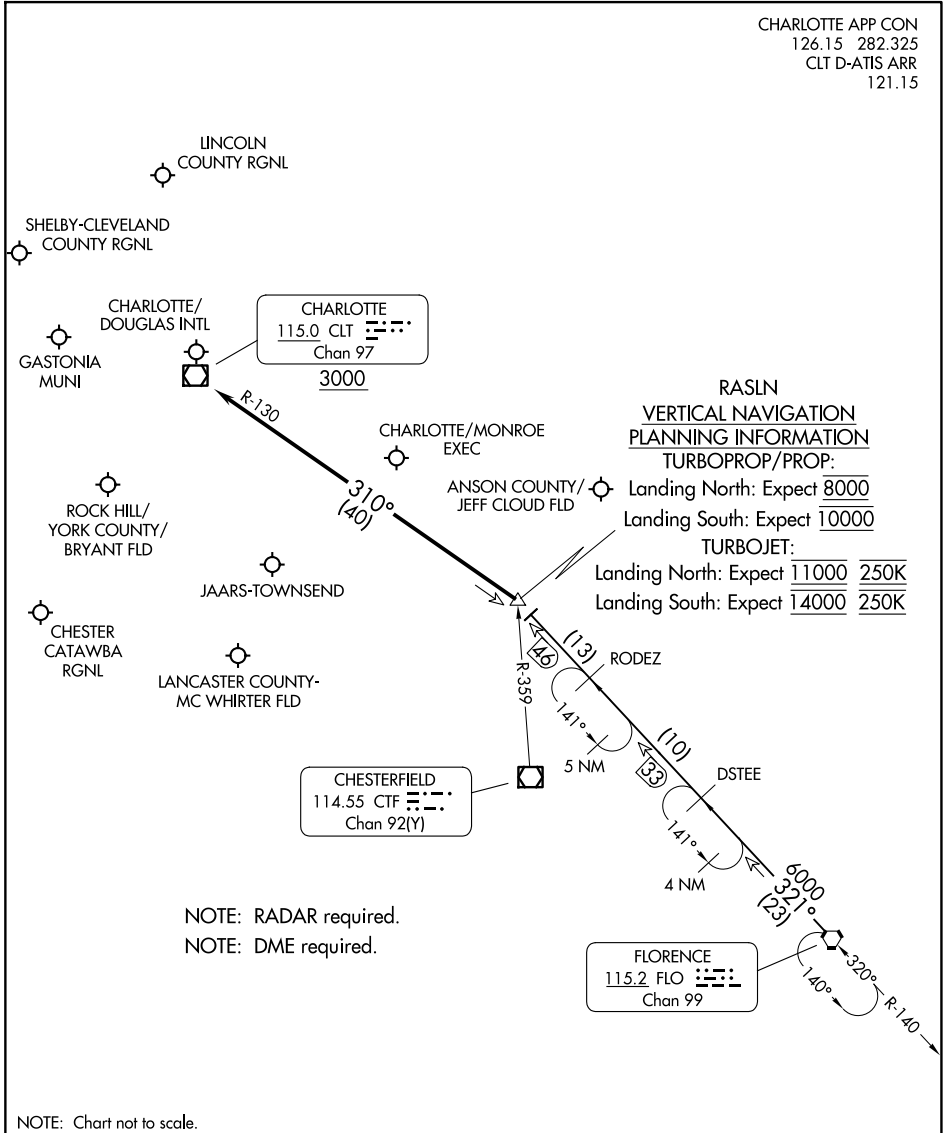 CHARLOTTE APP CON
126.15 282.325
CLT D-ATIS ARR
121.15
LINCOLN
COUNTY RGNL
SHELBY-CLEVELAND
COUNTY RGNL
CHARLOTTE/
DOUGLAS INTL
GASTONIA
MUNI
CHARLOTTE
115.0 CLT
Chan 97
3000
R-130
310°
(40)
CHARLOTTE/MONROE
EXEC
ANSON COUNTY/
JEFF CLOUD FLD
RASLN
VERTICAL NAVIGATION
PLANNING INFORMATION
TURBOPROP/PROP:
Landing North: Expect 8000
Landing South: Expect 10000
TURBOJET:
Landing North: Expect 11000 250K
Landing South: Expect 14000 250K
ROCK HILL/
YORK COUNTY/
BRYANT FLD
JAARS-TOWNSEND
CHESTER
CATAWBA
RGNL
LANCASTER COUNTY-
MC WHIRTER FLD
R-359
(13)
46
RODEZ
141°
5 NM
(10)
33
DSTEE
141°
4 NM
CHESTERFIELD
114.55 CTF
Chan 92(Y)
6000
321°
(23)
NOTE: RADAR required.
NOTE: DME required.
FLORENCE
115.2 FLO
Chan 99
140°
320°
R-140
NOTE: Chart not to scale.